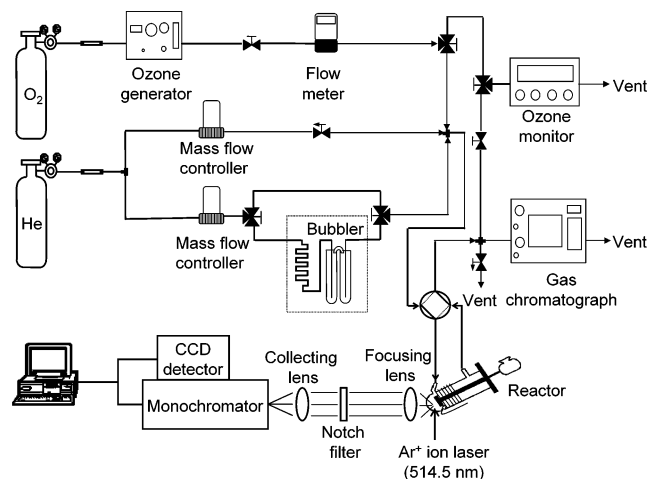 O2
Ozone
generator
Flow
meter
Ozone
monitor
Vent
Mass flow
controller
He
Mass flow
controller
Bubbler
Vent
Vent
Gas
chromatograph
CCD
detector
Monochromator
Collecting
lens
Notch
filter
Focusing
lens
Reactor
Ar+ ion laser
(514.5 nm)